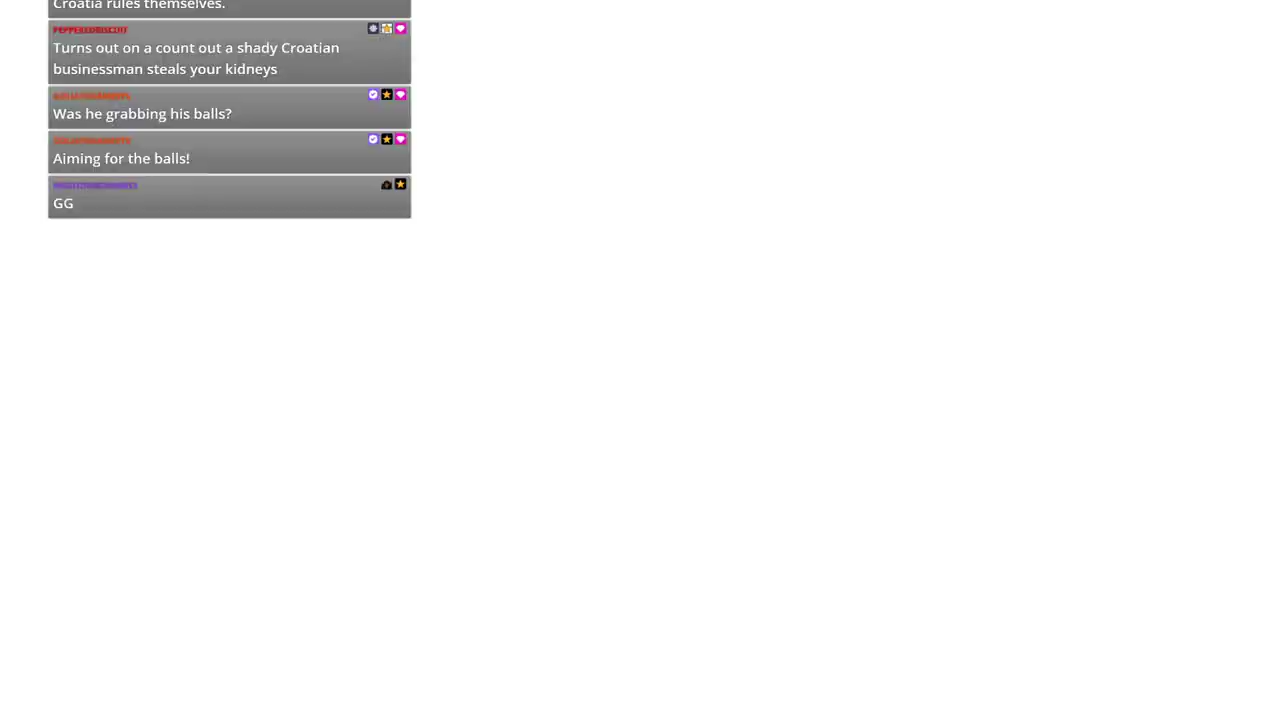 Croatia rules themselves.
PEPPEREDBISCUIT
Turns out on a count out a shady Croatian
businessman steals your kidneys
Was he grabbing his balls?
Aiming for the balls!
GG